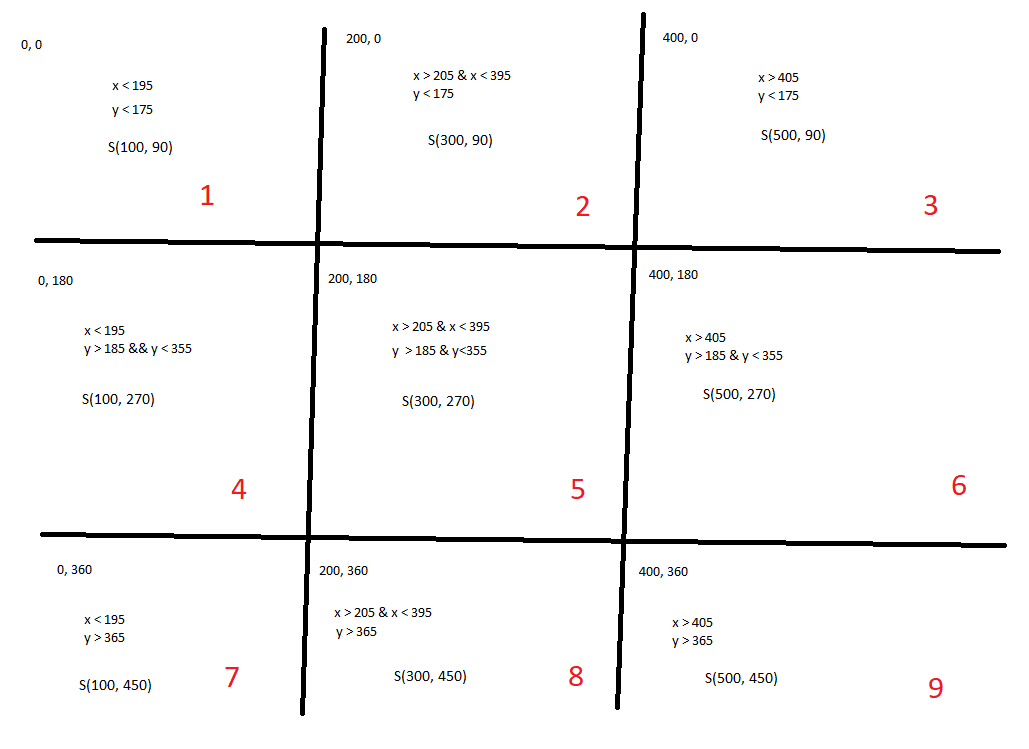 0, 0
x < 195
y < 175
S(100, 90)
1
200, 0
x > 205 & x < 395
y < 175
S(300, 90)
2
400, 0
x > 405
y < 175
S(500, 90)
3
0, 180
x < 195
y > 185 && y < 355
S(100, 270)
4
200, 180
x > 205 & x < 395
y  > 185 & y<355
S(300, 270)
5
400, 180
x > 405
y > 185 & y < 355
S(500, 270)
6
0, 360
x < 195
y > 365
S(100, 450)
7
200, 360
x > 205 & x < 395
y > 365
S(300, 450)
8
400, 360
x > 405
y > 365
S(500, 450)
9